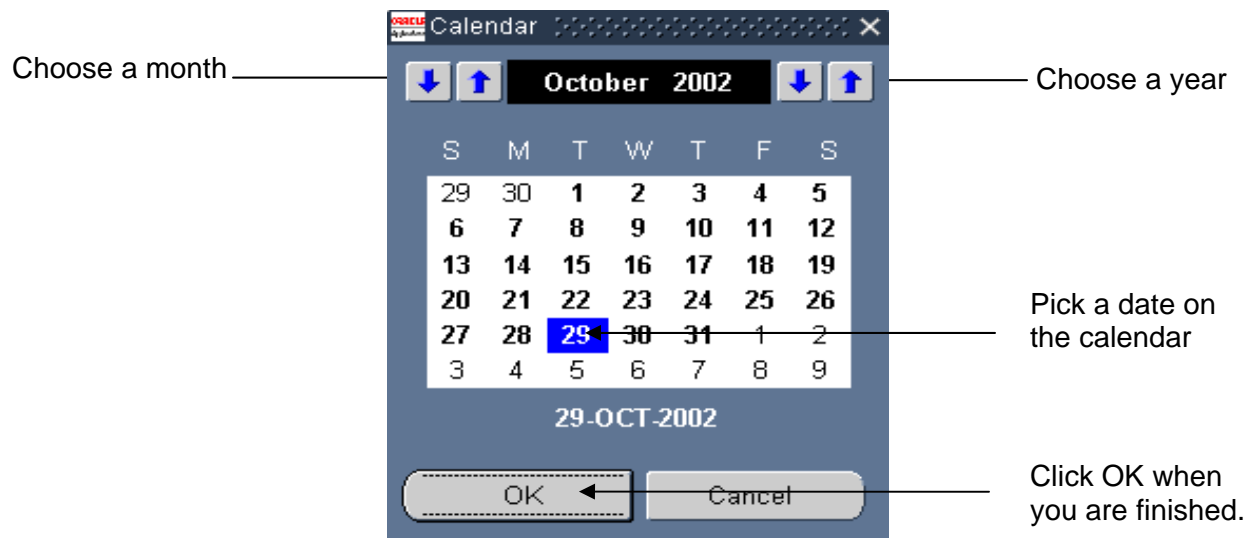 ORACLE
Applications
Calendar
Choose a month
October 2002
Choose a year
S M T W T F S
29 30 1 2 3 4 5
6 7 8 9 10 11 12
13 14 15 16 17 18 19
20 21 22 23 24 25 26
27 28 29 30 31 1 2
3 4 5 6 7 8 9
Pick a date on
the calendar
29-OCT-2002
OK
Cancel
Click OK when
you are finished.